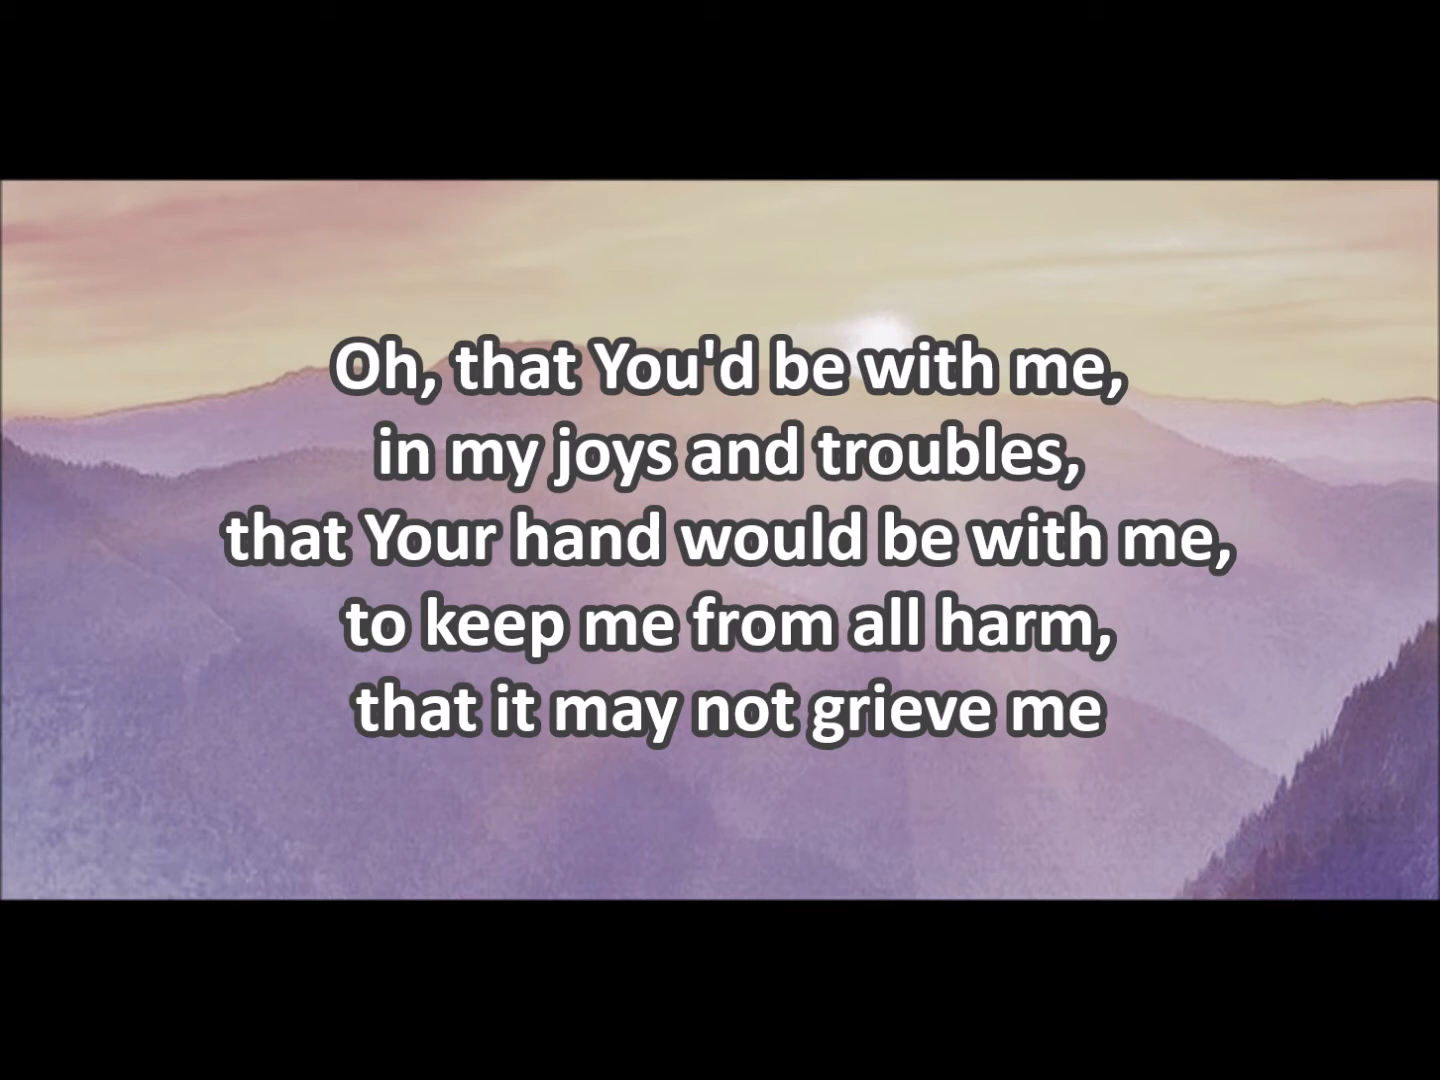 Oh, that You'd be with me,
in my joys and troubles,
that Your hand would be with me,
to keep me from all harm,
that it may not grieve me